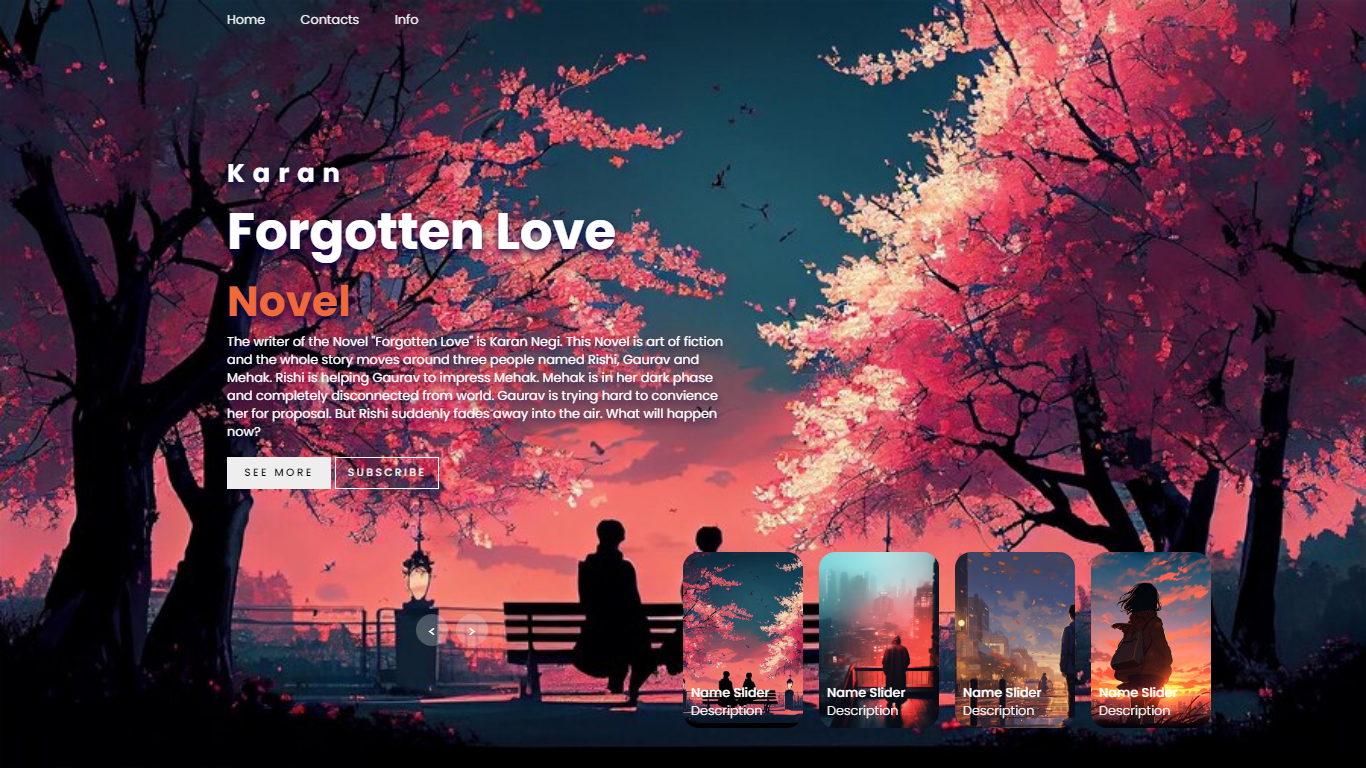 Home Contacts Info
Karan
Forgotten Love
Novel
The writer of the Novel "Forgotten Love" is Karan Negi. This Novel is art of fiction
and the whole story moves around three people named Rishi, Gaurav and
Mehak. Rishi is helping Gaurav to impress Mehak. Mehak is in her dark phase
and completely disconnected from world. Gaurav is trying hard to convience
her for proposal. But Rishi suddenly fades away into the air. What will happen
now?
SEE MORE SUBSCRIBE
< >
Name Slider Name Slider Name Slider Name Slider
Description Description Description Description